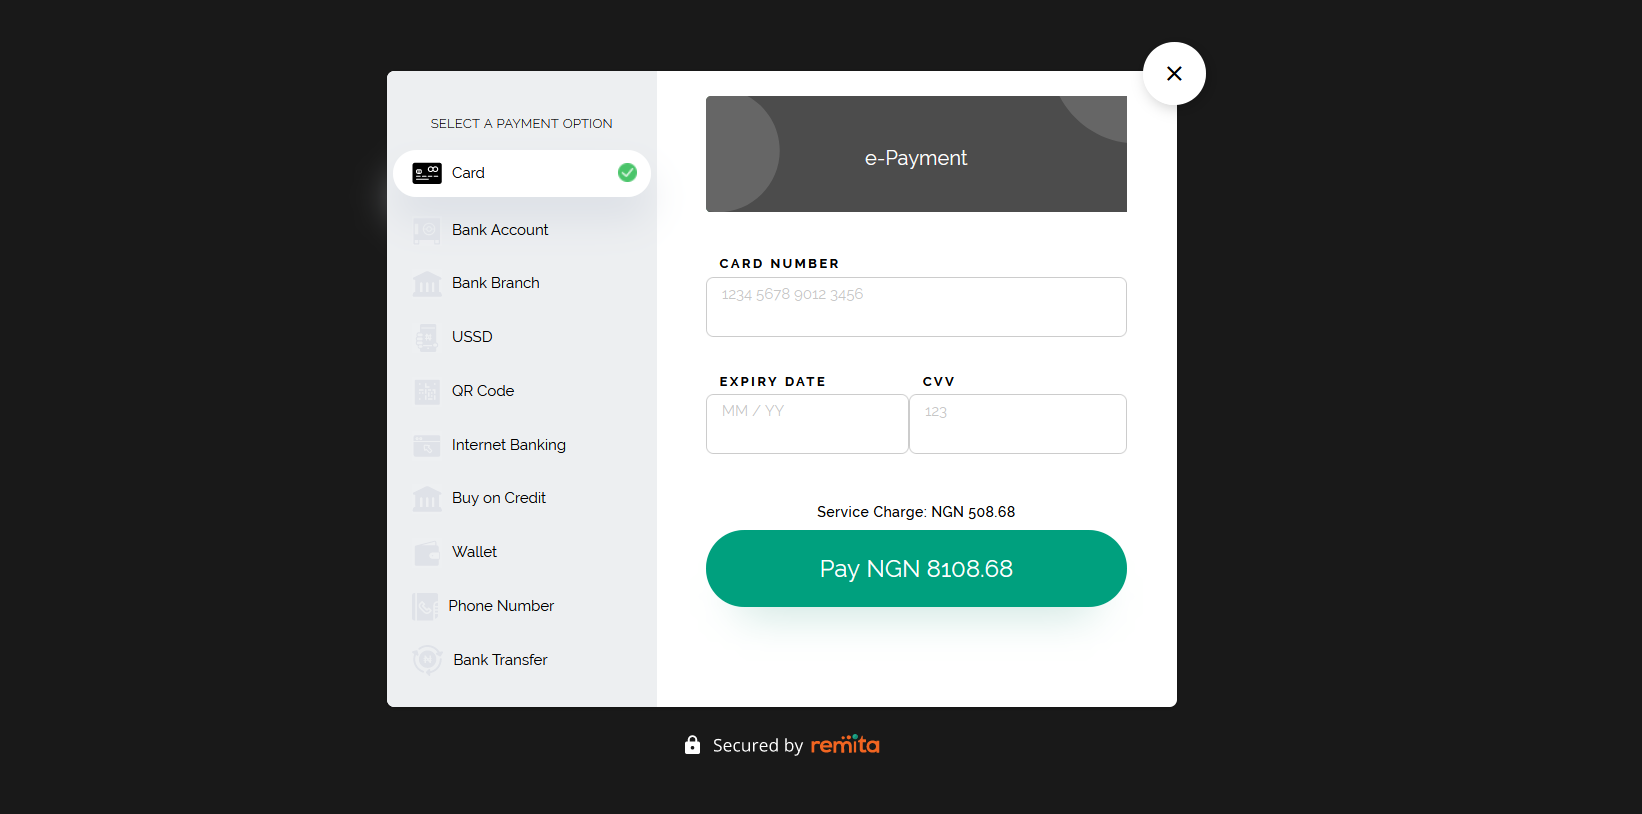 SELECT A PAYMENT OPTION
Card
Bank Account
Bank Branch
USSD
QR Code
Internet Banking
Buy on Credit
Wallet
Phone Number
Bank Transfer
e-Payment
CARD NUMBER
1234 5678 9012 3456
EXPIRY DATE CVV
MM / YY 123
Service Charge: NGN 508.68
Pay NGN 8108.68
Secured by remita